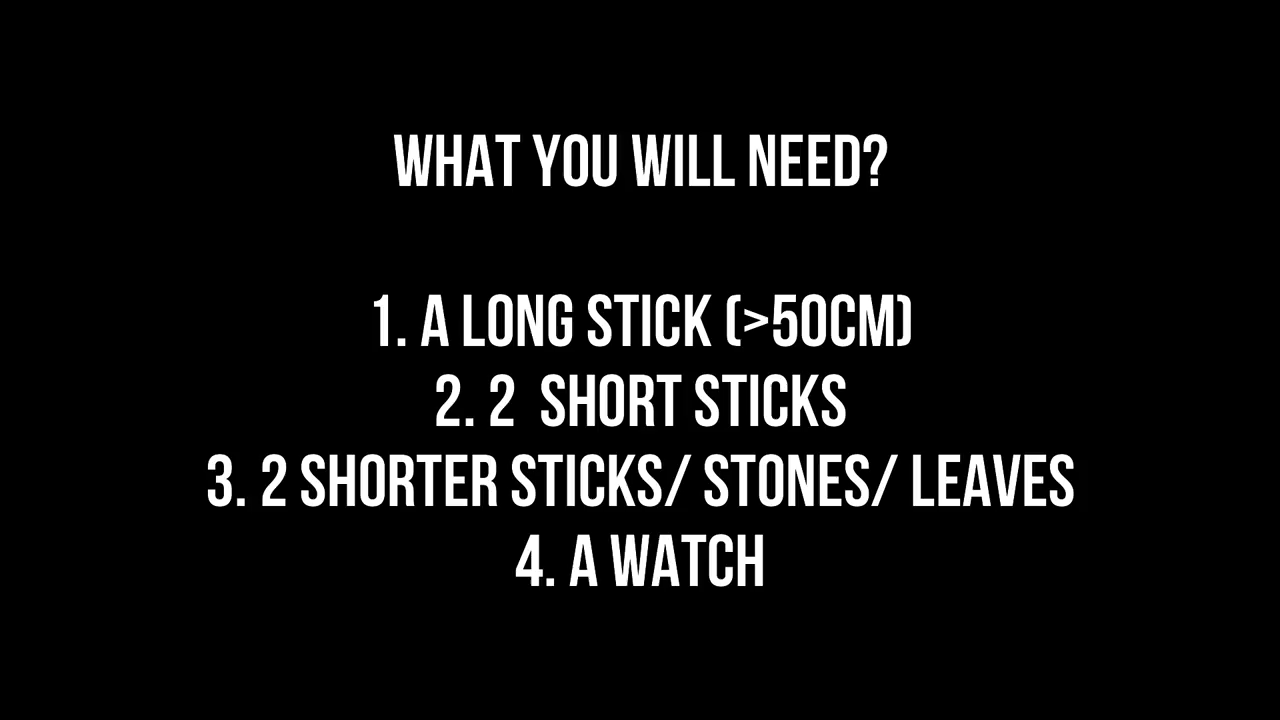 WHAT YOU WILL NEED?
1. A LONG STICK (>50CM)
2. 2 SHORT STICKS
3. 2 SHORTER STICKS/ STONES/ LEAVES
4. A WATCH